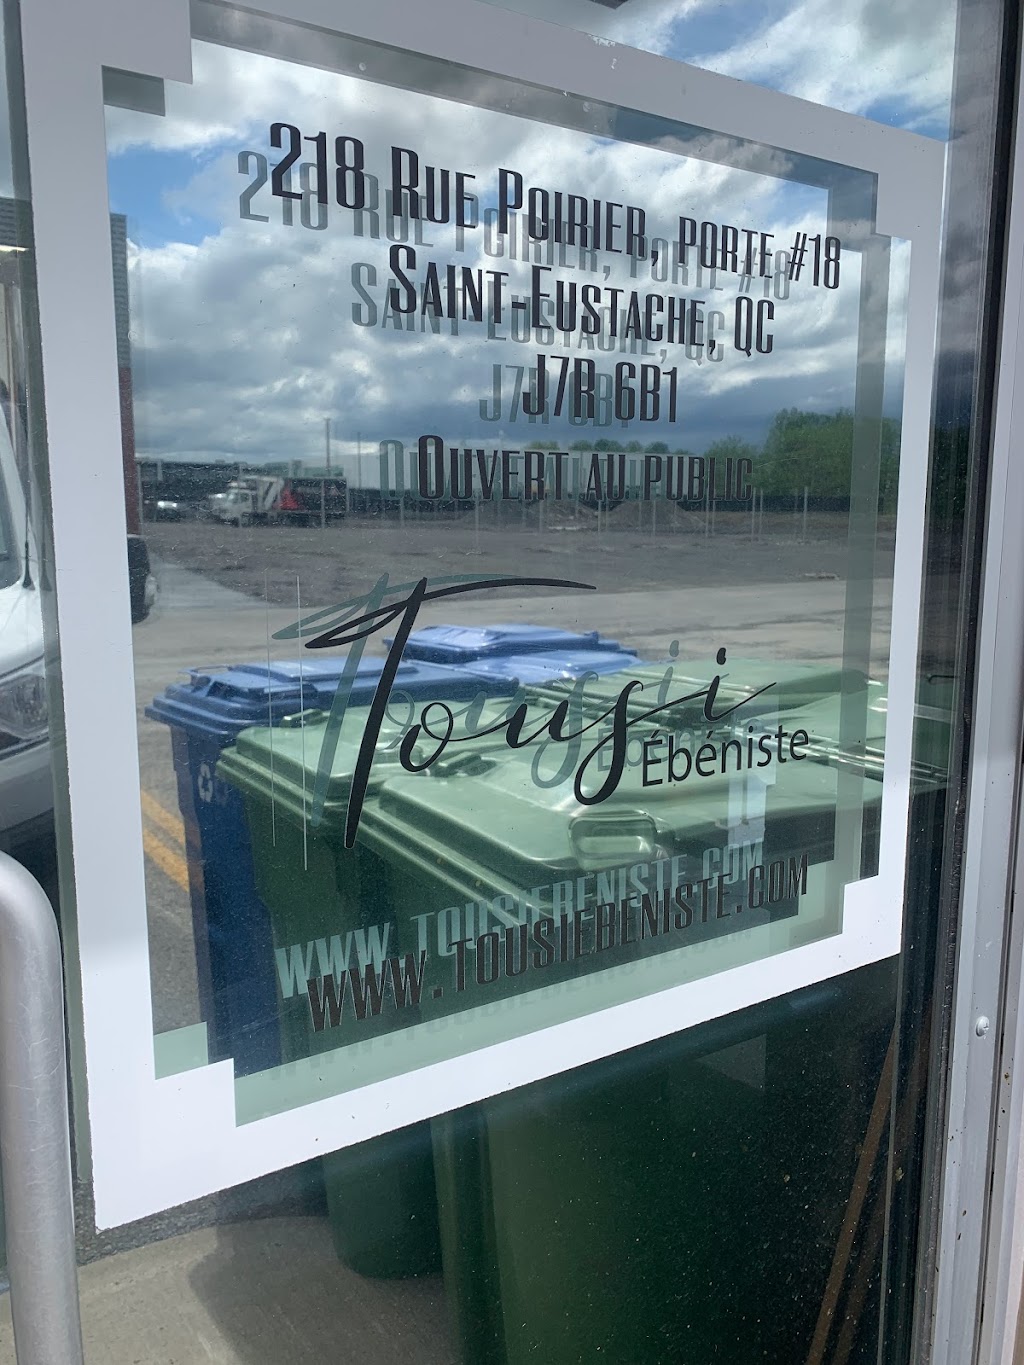 218 Rue Poirier, porte #18
Saint-Eustache, QC
J7R 6B1
Ouvert au public
Tousi
Ébéniste
www.tousiebeniste.com